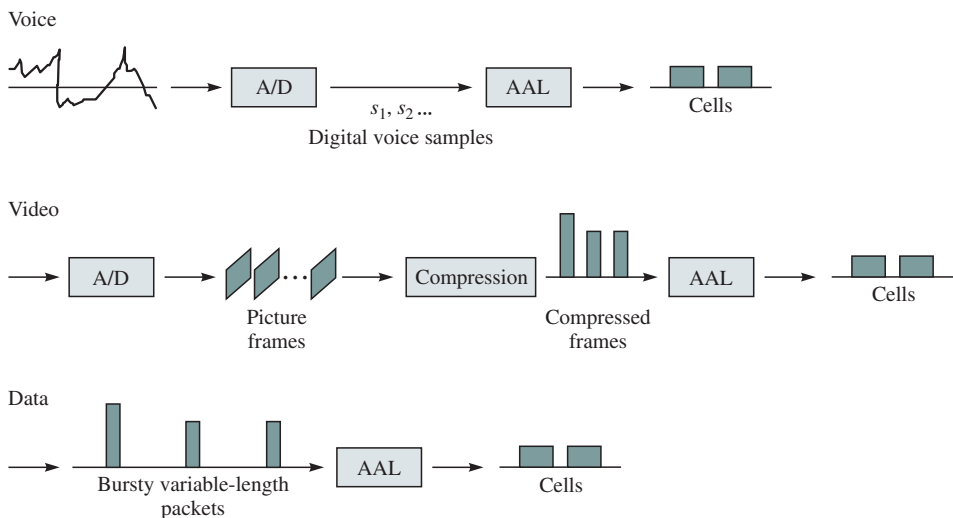 Voice
A/D
s1, s2 ...
Digital voice samples
AAL
Cells
Video
A/D
Picture
frames
Compression
Compressed
frames
AAL
Cells
Data
Bursty variable-length
packets
AAL
Cells